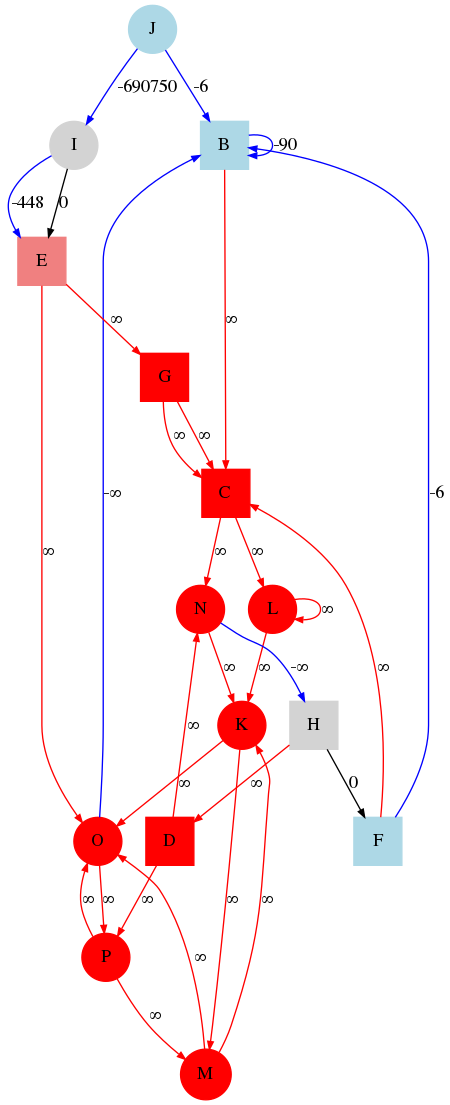 J
-690750 -6
I B -90
-448 0
E
∞ ∞
G
∞ ∞
C
-∞ -6
∞ ∞ ∞
N L ∞
∞ ∞ -∞
K H
∞
∞ ∞ 0
O D F
∞
∞ ∞ ∞ ∞ ∞
P
∞
∞
M